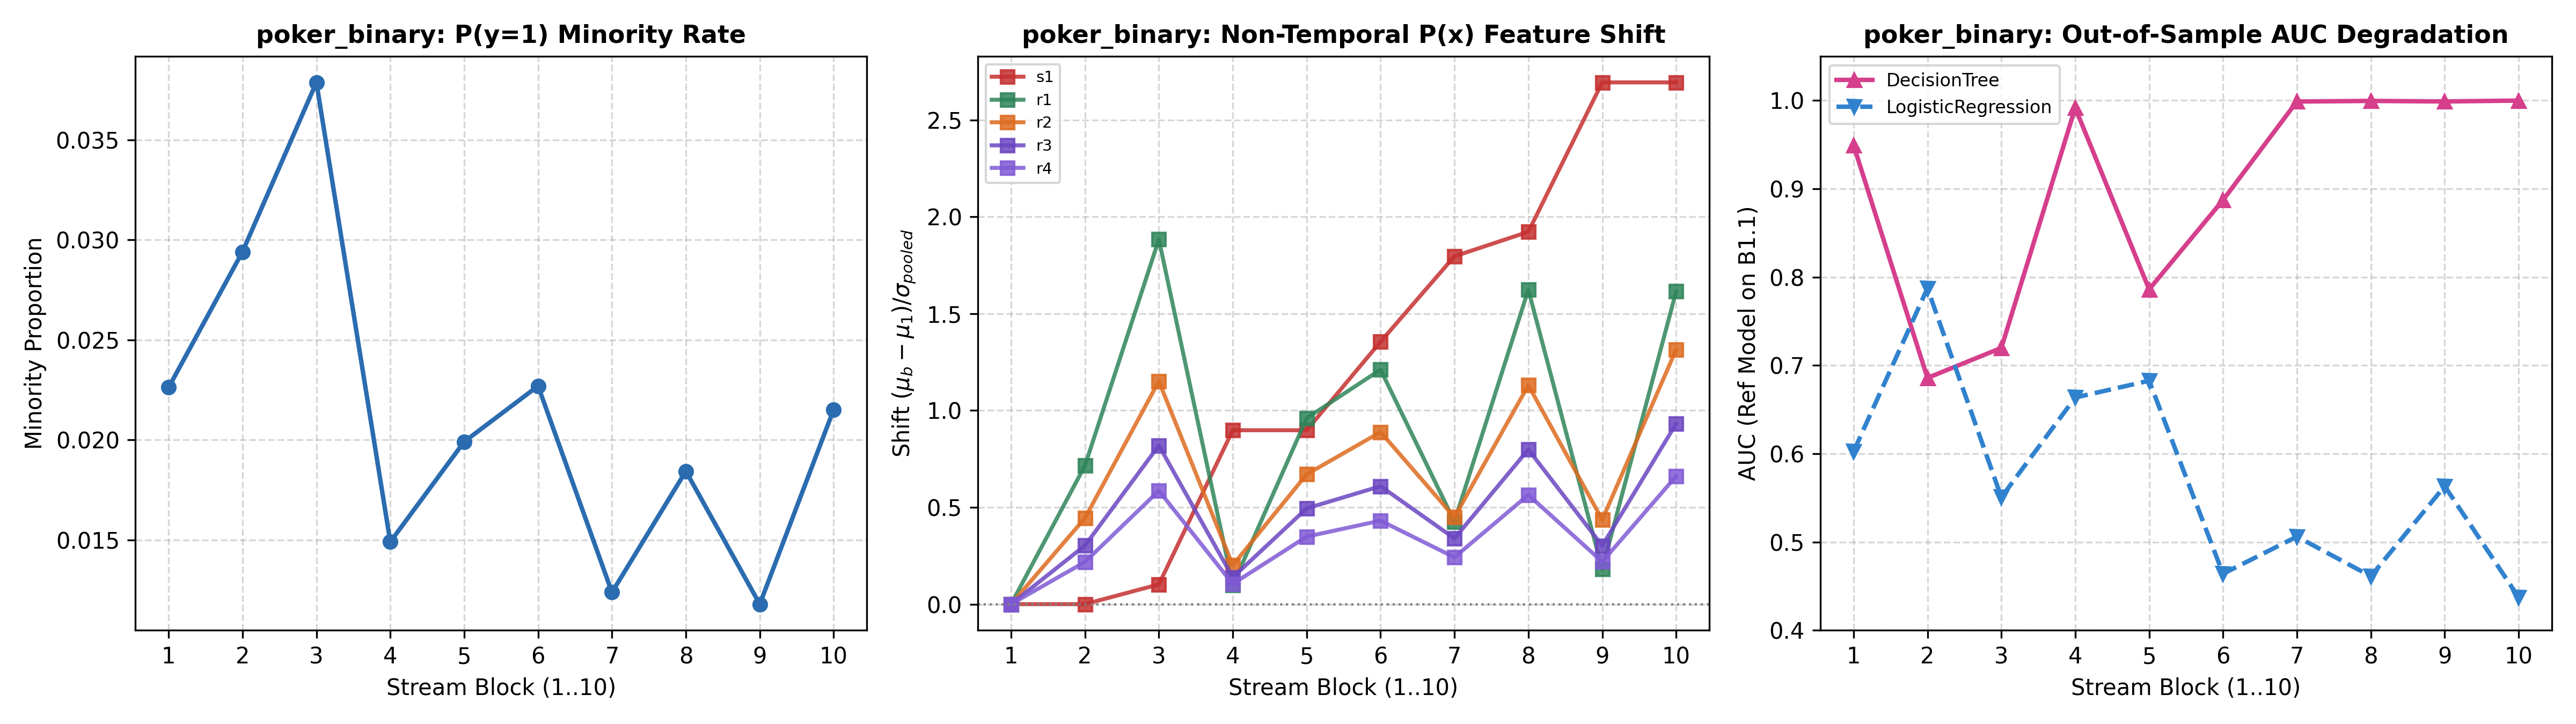 poker_binary: P(y=1) Minority Rate
Minority Proportion
0.035
0.030
0.025
0.020
0.015
1 2 3 4 5 6 7 8 9 10
Stream Block (1..10)
poker_binary: Non-Temporal P(x) Feature Shift
s1
r1
r2
r3
r4
Shift (μ_b − μ_1)/σ_pooled
2.5
2.0
1.5
1.0
0.5
0.0
1 2 3 4 5 6 7 8 9 10
Stream Block (1..10)
poker_binary: Out-of-Sample AUC Degradation
DecisionTree
LogisticRegression
AUC (Ref Model on B1.1)
1.0
0.9
0.8
0.7
0.6
0.5
0.4
1 2 3 4 5 6 7 8 9 10
Stream Block (1..10)